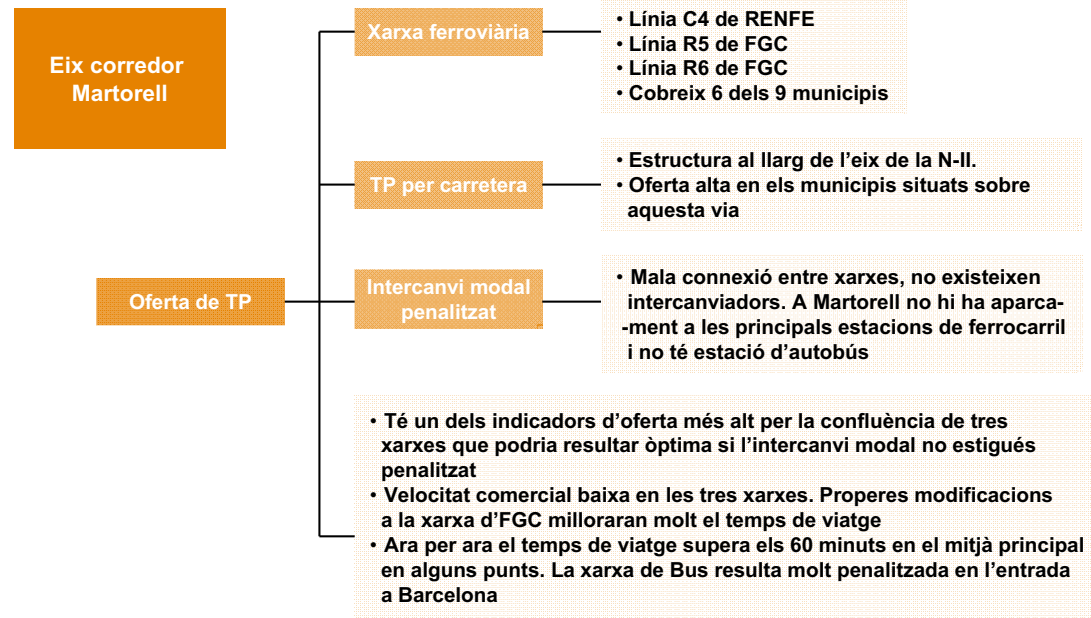 Eix corredor
Martorell
Xarxa ferroviària
• Línia C4 de RENFE
• Línia R5 de FGC
• Línia R6 de FGC
• Cobreix 6 dels 9 municipis
TP per carretera
• Estructura al llarg de l’eix de la N-II.
• Oferta alta en els municipis situats sobre
aquesta via
Oferta de TP
Intercanvi modal
penalitzat
• Mala connexió entre xarxes, no existeixen
intercanviadors. A Martorell no hi ha aparca-
-ment a les principals estacions de ferrocarril
i no té estació d’autobús
• Té un dels indicadors d’oferta més alt per la confluència de tres
xarxes que podria resultar òptima si l’intercanvi modal no estigués
penalitzat
• Velocitat comercial baixa en les tres xarxes. Properes modificacions
a la xarxa d’FGC milloraran molt el temps de viatge
• Ara per ara el temps de viatge supera els 60 minuts en el mitjà principal
en alguns punts. La xarxa de Bus resulta molt penalitzada en l’entrada
a Barcelona